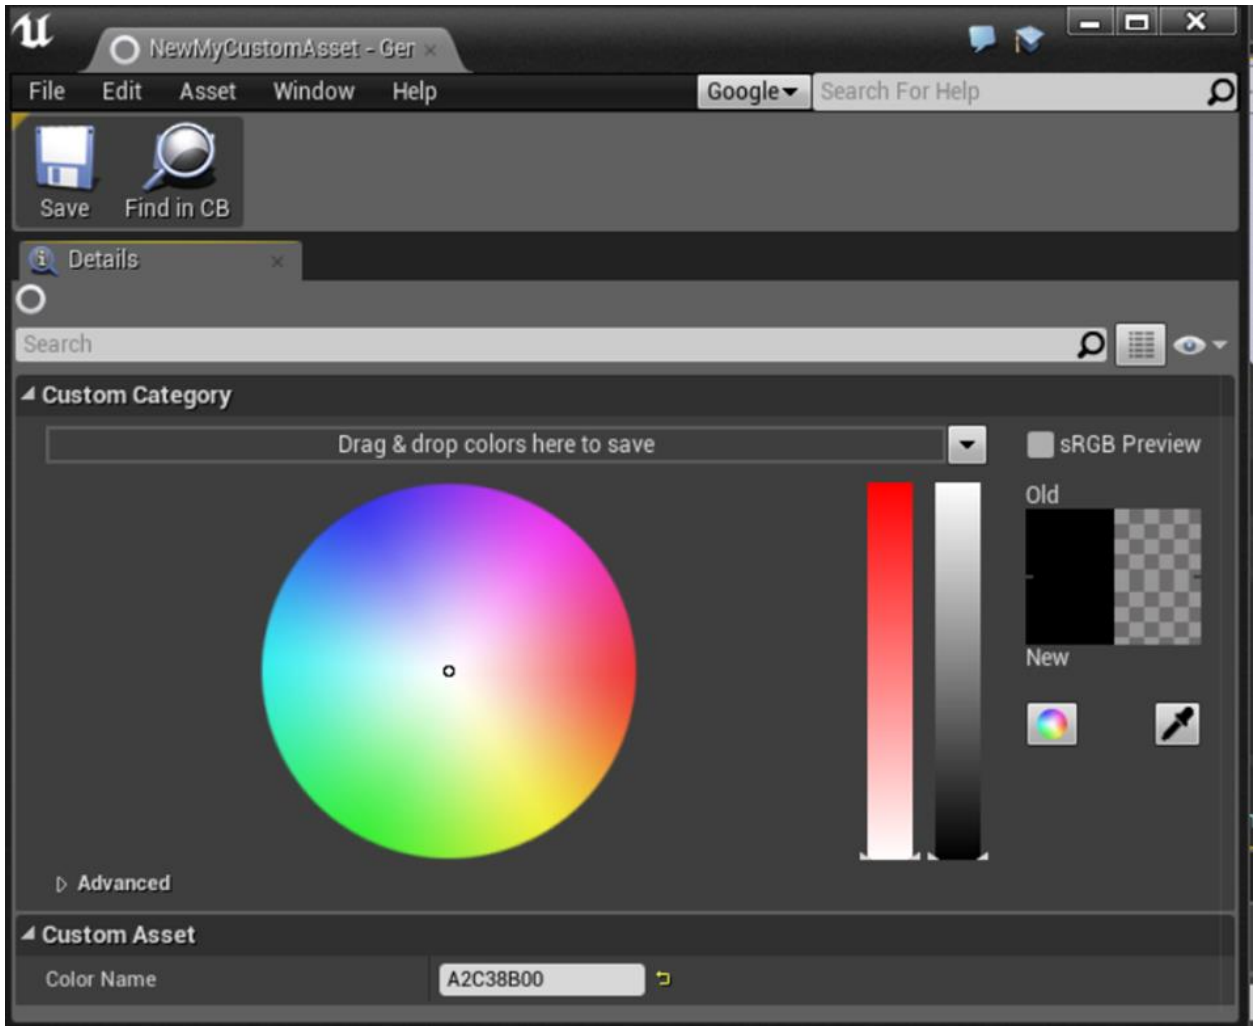 NewMyCustomAsset - Ger
File Edit Asset Window Help Google Search For Help
Save Find in CB
Details
Search
Custom Category
Drag & drop colors here to save sRGB Preview
Old
New
Advanced
Custom Asset
Color Name A2C38B00